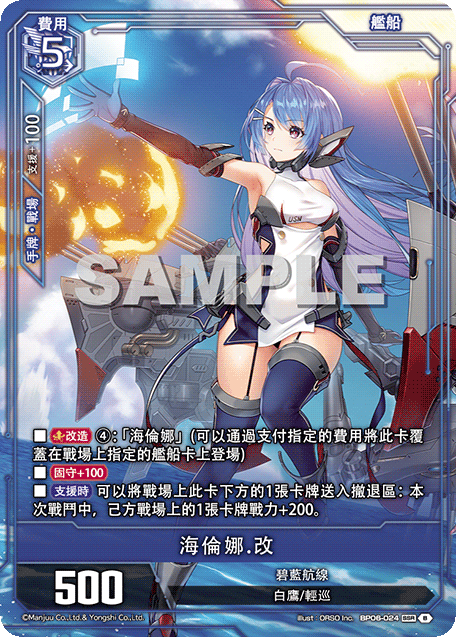 費用
艦船
5
支援+100
手牌・戰場
USN
SAMPLE
■ 改造 ④:「海倫娜」(可以通過支付指定的費用將此卡覆
蓋在戰場上指定的艦船卡上登場)
■ 固守+100
■ 支援時 可以將戰場上此卡下方的1張卡牌送入撤退區：本
次戰鬥中，己方戰場上的1張卡牌戰力+200。
海倫娜.改
500
碧藍航線
白鷹/輕巡
©Manjuu Co.,Ltd.& Yongshi Co.,Ltd.
illust ORSO Inc. BP06-024 SSR